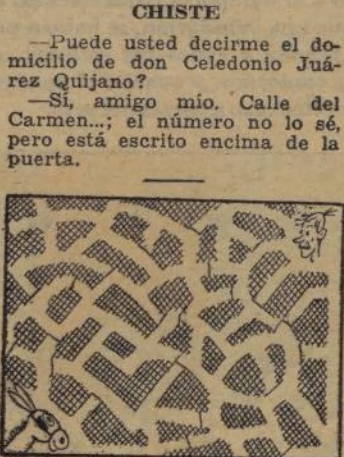 CHISTE
—Puede usted decirme el do-
micilio de don Celedonio Juá-
rez Quijano?
—Sí, amigo mio. Calle del
Carmen...; el número no lo sé,
pero está escrito encima de la
puerta.